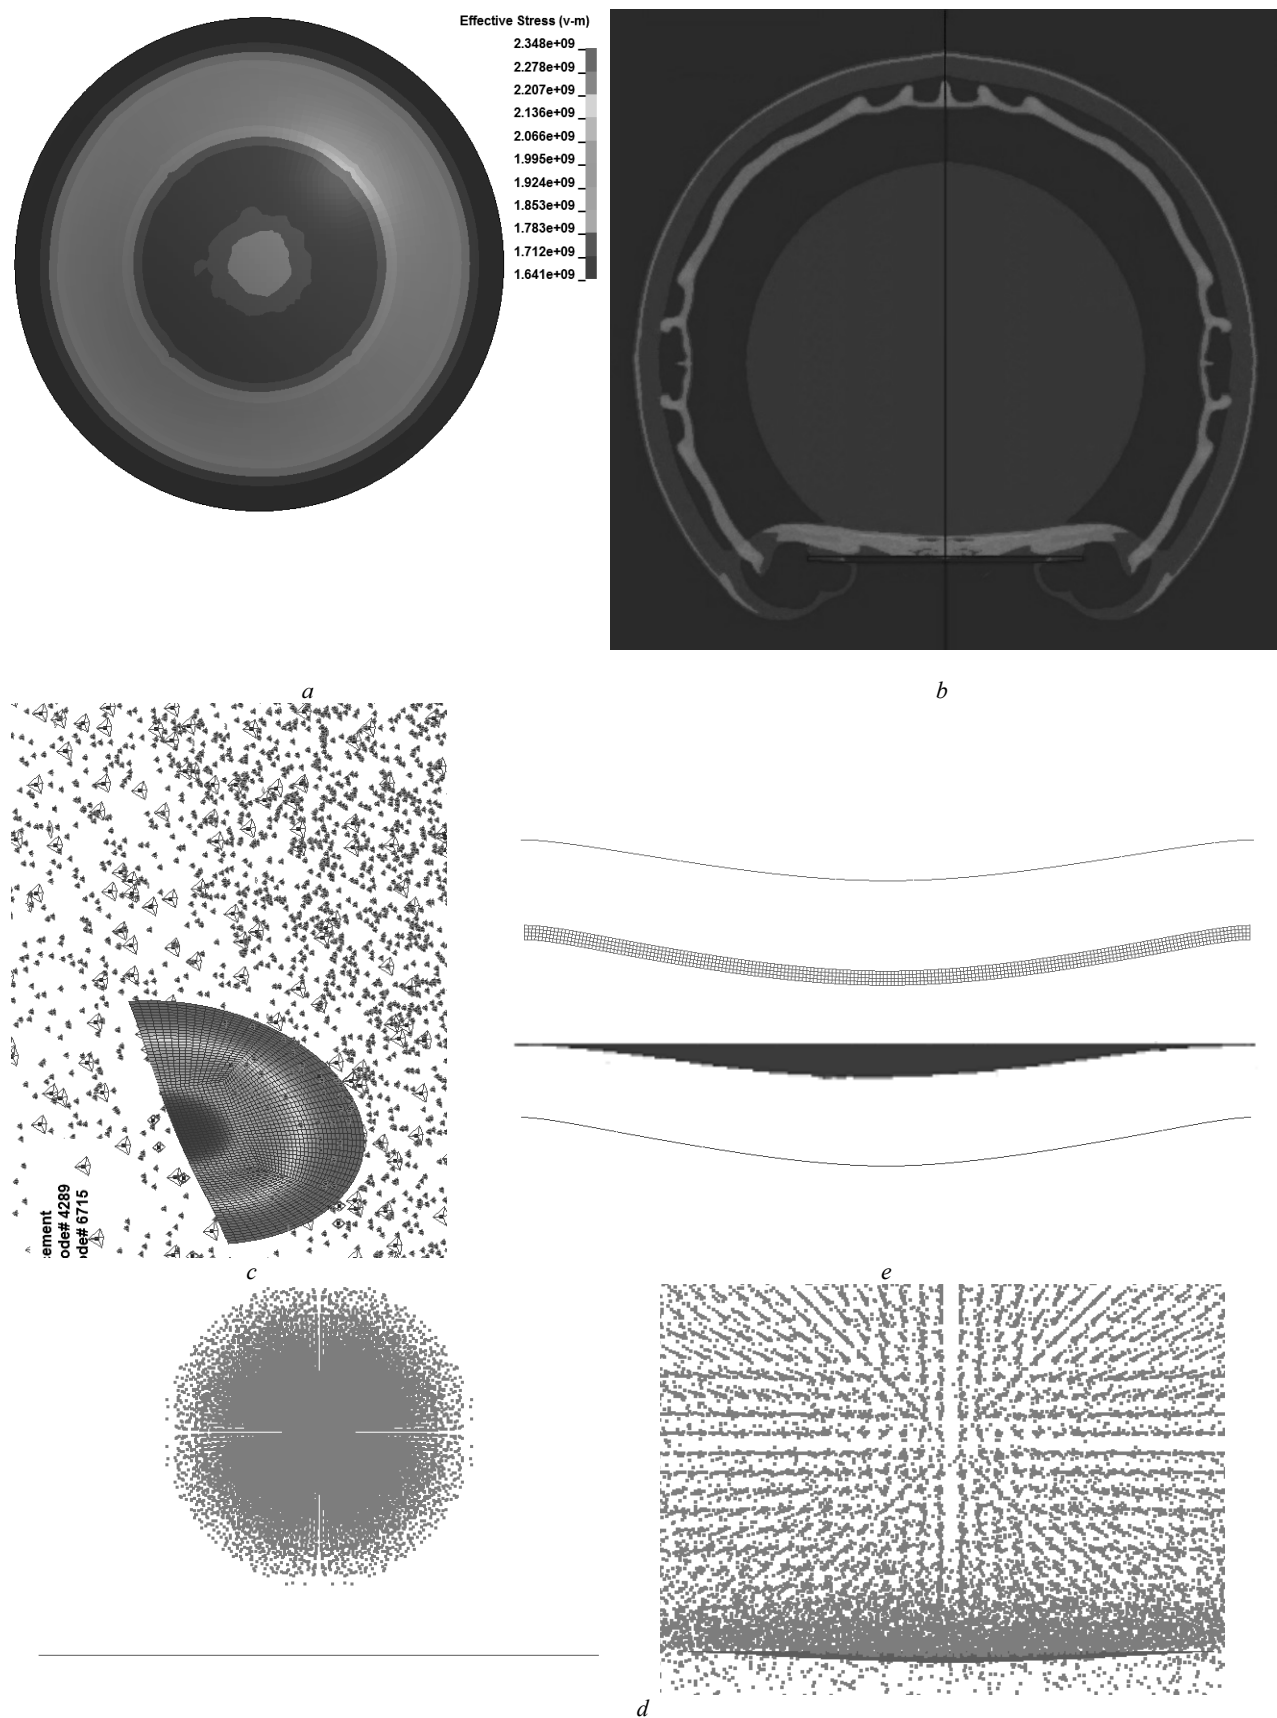 Effective Stress (v-m)
2.348e+09
2.278e+09
2.207e+09
2.136e+09
2.066e+09
1.995e+09
1.924e+09
1.853e+09
1.783e+09
1.712e+09
1.641e+09
a
b
cement
ode# 4289
de# 6715
c
e
d